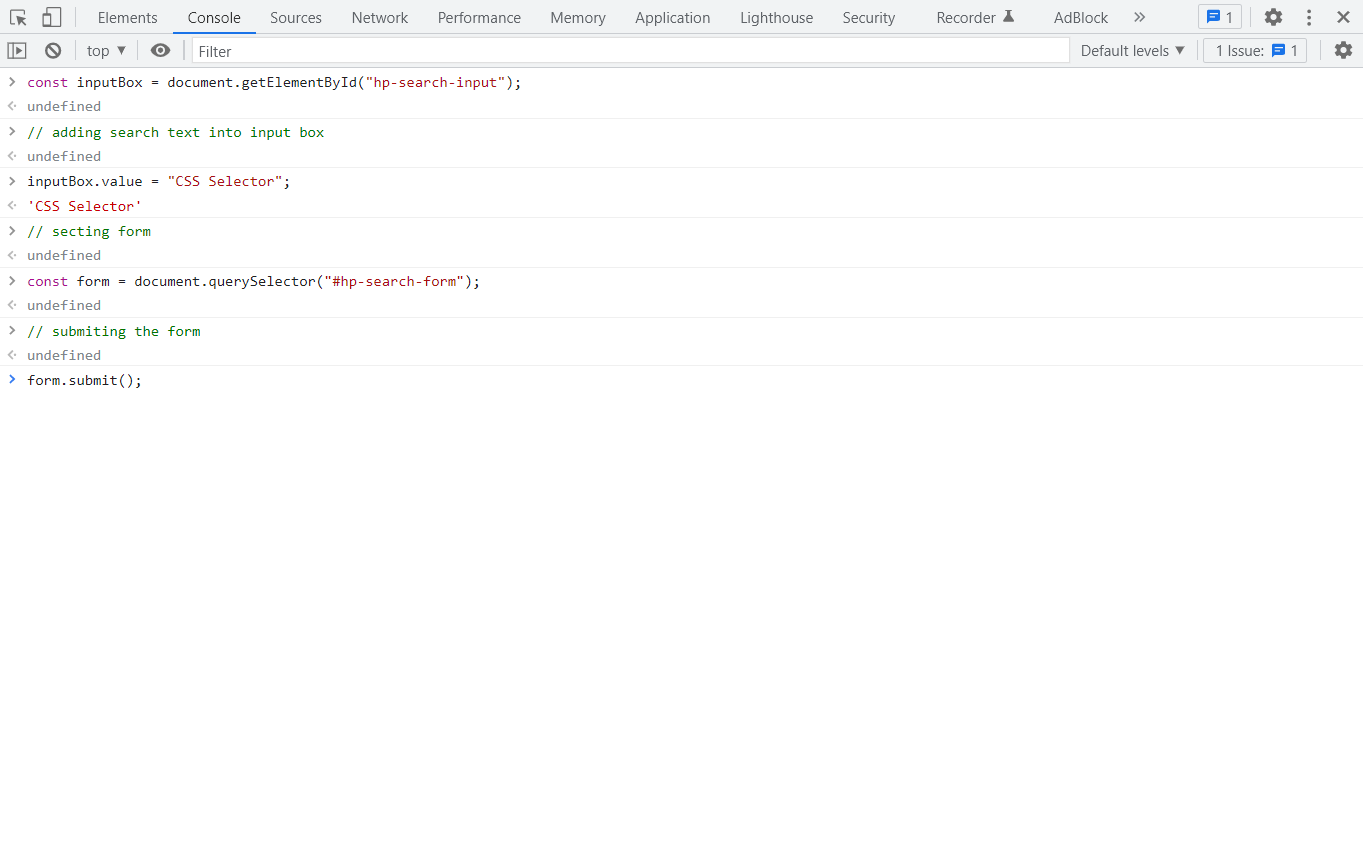 Elements Console Sources Network Performance Memory Application Lighthouse Security Recorder AdBlock 1
top Filter Default levels 1 Issue: 1
const inputBox = document.getElementById("hp-search-input");
undefined
// adding search text into input box
undefined
inputBox.value = "CSS Selector";
'CSS Selector'
// secting form
undefined
const form = document.querySelector("#hp-search-form");
undefined
// submiting the form
undefined
form.submit();